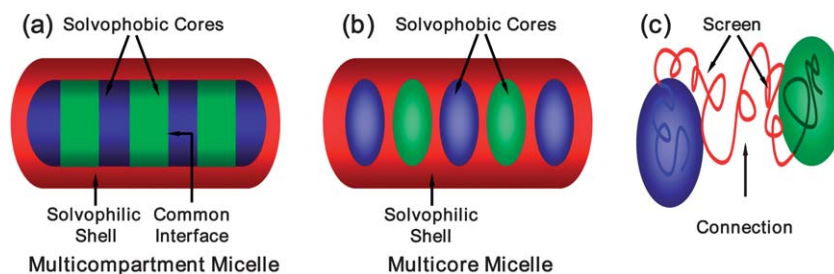 (a)
Solvophobic Cores
Solvophilic
Shell
Common
Interface
Multicompartment Micelle
(b)
Solvophobic Cores
Solvophilic
Shell
Multicore Micelle
(c)
Screen
Connection